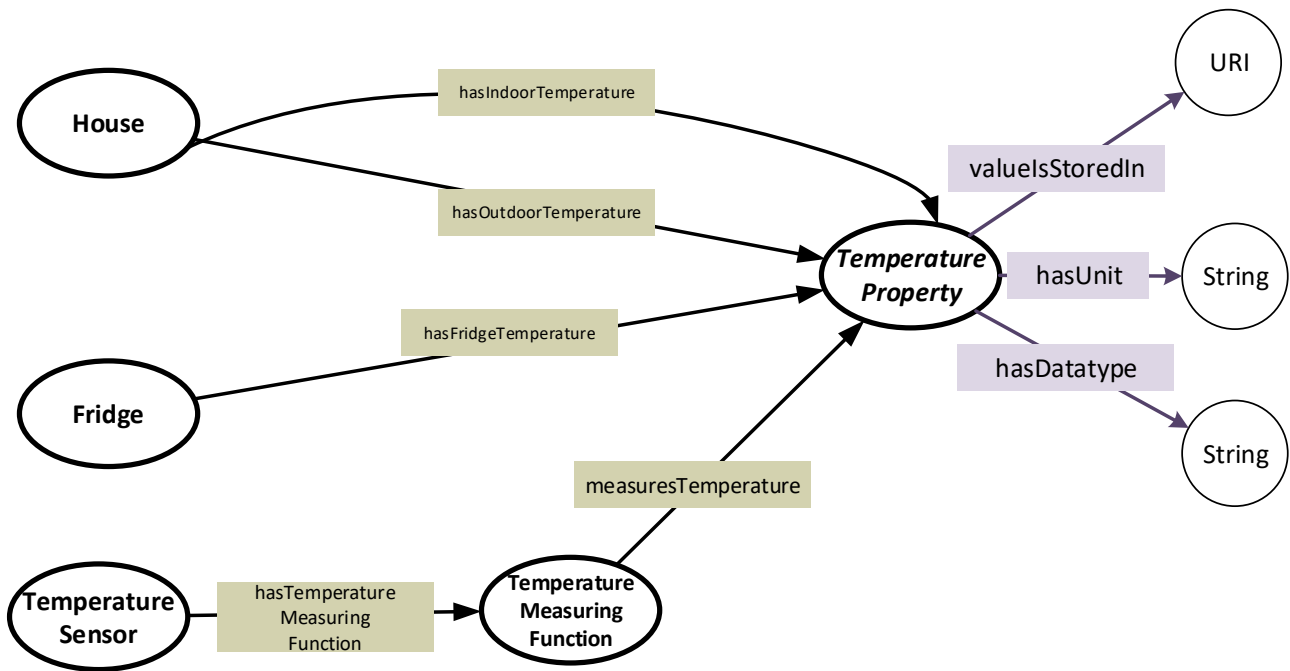 URI
House
hasIndoorTemperature
valueIsStoredIn
hasOutdoorTemperature
Temperature
Property
hasUnit
String
hasFridgeTemperature
hasDatatype
Fridge
String
measuresTemperature
Temperature
Sensor
hasTemperature
Measuring
Function
Temperature
Measuring
Function